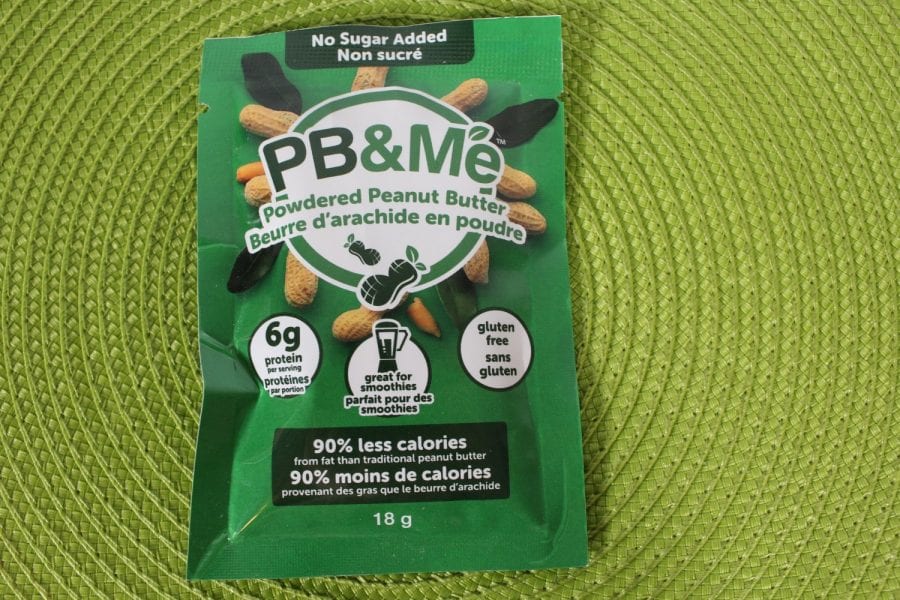 No Sugar Added
Non sucré
PB&Me™
Powdered Peanut Butter
Beurre d'arachide en poudre
6g
protein
per serving
protéines
par portion
great for
smoothies
parfait pour des
smoothies
gluten
free
sans
gluten
90% less calories
from fat than traditional peanut butter
90% moins de calories
provenant des gras que le beurre d'arachide
18 g